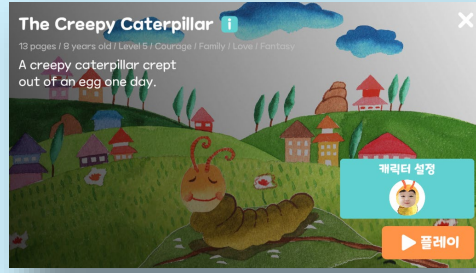 The Creepy Caterpillar i
13 pages / 8 years old / Level 5 / Courage / Family / Love / Fantasy
A creepy caterpillar crept
out of an egg one day.
캐릭터 설정
플레이